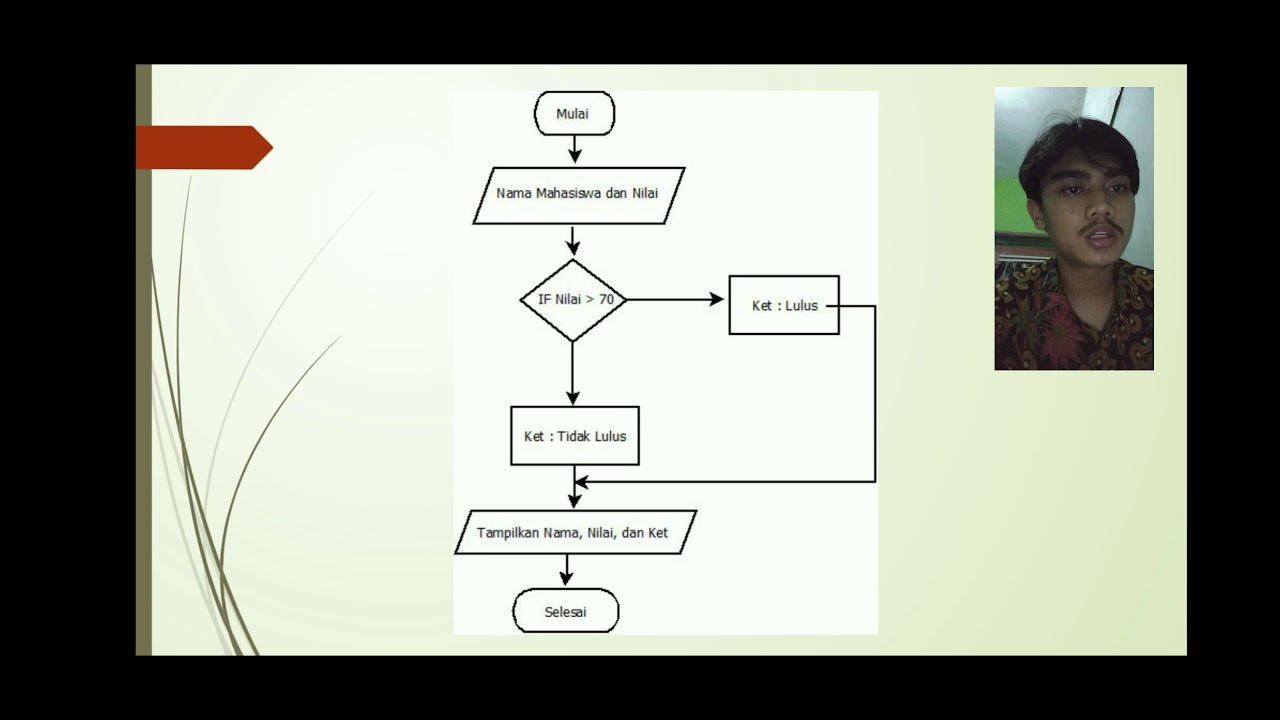 Mulai
Nama Mahasiswa dan Nilai
IF Nilai > 70
Ket : Lulus
Ket : Tidak Lulus
Tampilkan Nama, Nilai, dan Ket
Selesai